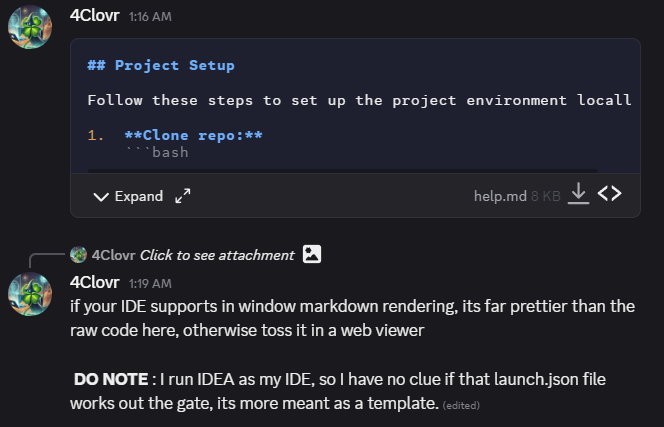 4Clovr 1:16 AM
## Project Setup
Follow these steps to set up the project environment locall
1. **Clone repo:**
```bash
Expand
help.md 8 KB
4Clovr Click to see attachment
4Clovr 1:19 AM
if your IDE supports in window markdown rendering, its far prettier than the
raw code here, otherwise toss it in a web viewer
DO NOTE : I run IDEA as my IDE, so I have no clue if that launch.json file
works out the gate, its more meant as a template. (edited)